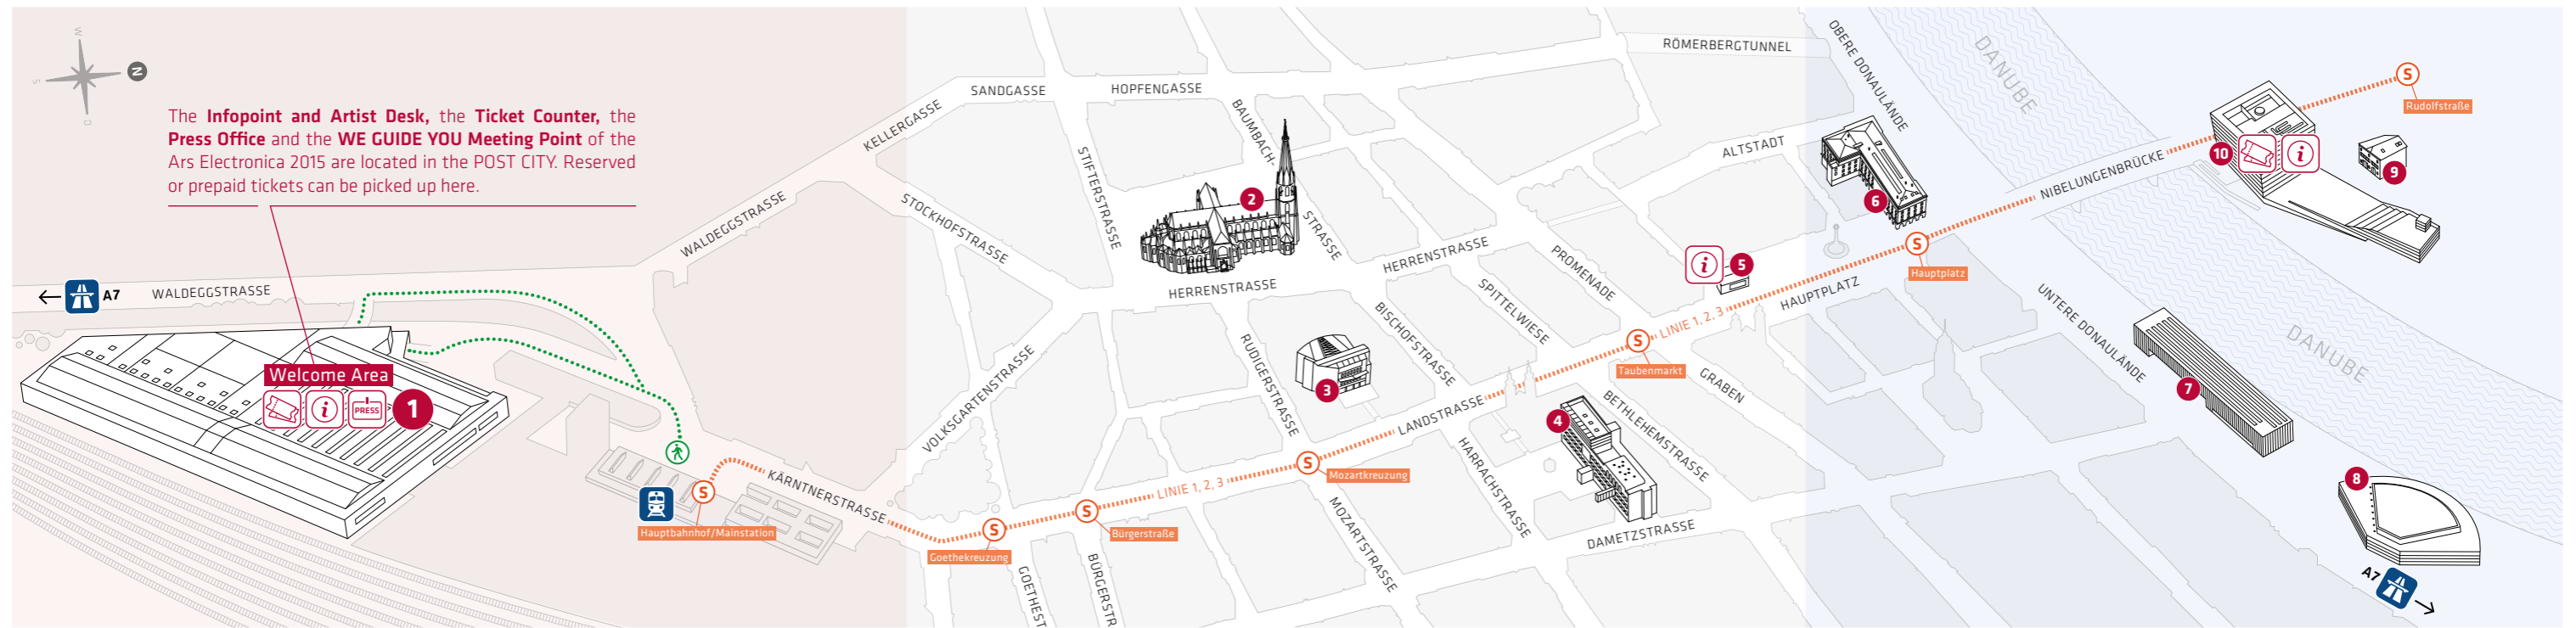 W
S
N
O
The Infopoint and Artist Desk, the Ticket Counter, the
Press Office and the WE GUIDE YOU Meeting Point of the
Ars Electronica 2015 are located in the POST CITY. Reserved
or prepaid tickets can be picked up here.
A7
WALDEGGSTRASSE
Welcome Area
i
PRESS
1
WALDEGGSTRASSE
KELLERGASSE
SANDGASSE
HOPFENGASSE
STIFTERSTRASSE
STOCKHOFSTRASSE
BAUMBACH-
STRASSE
2
HERRENSTRASSE
HERRENSTRASSE
VOLKSGARTENSTRASSE
RUDIGERSTRASSE
3
BISCHOFSTRASSE
SPITTELWIESE
PROMENADE
S
Hauptbahnhof/Mainstation
KÄRNTNERSTRASSE
S
Goethekreuzung
GOETHEST
S
Bürgerstraße
BÜRGERSTR
LINIE 1, 2, 3
S
Mozartkreuzung
MOZARTSTRASSE
LANDSTRASSE
HARRACHSTRASSE
4
BETHLEHEMSTRASSE
DAMETZSTRASSE
S
Taubenmarkt
GRABEN
LINIE 1, 2, 3
i
5
HAUPTPLATZ
ALTSTADT
RÖMERBERGTUNNEL
OBERE DONAULÄNDE
6
S
Hauptplatz
NIBELUNGENBRÜCKE
DANUBE
UNTERE DONAULÄNDE
DANUBE
7
8
A7
10
i
9
S
Rudolfstraße